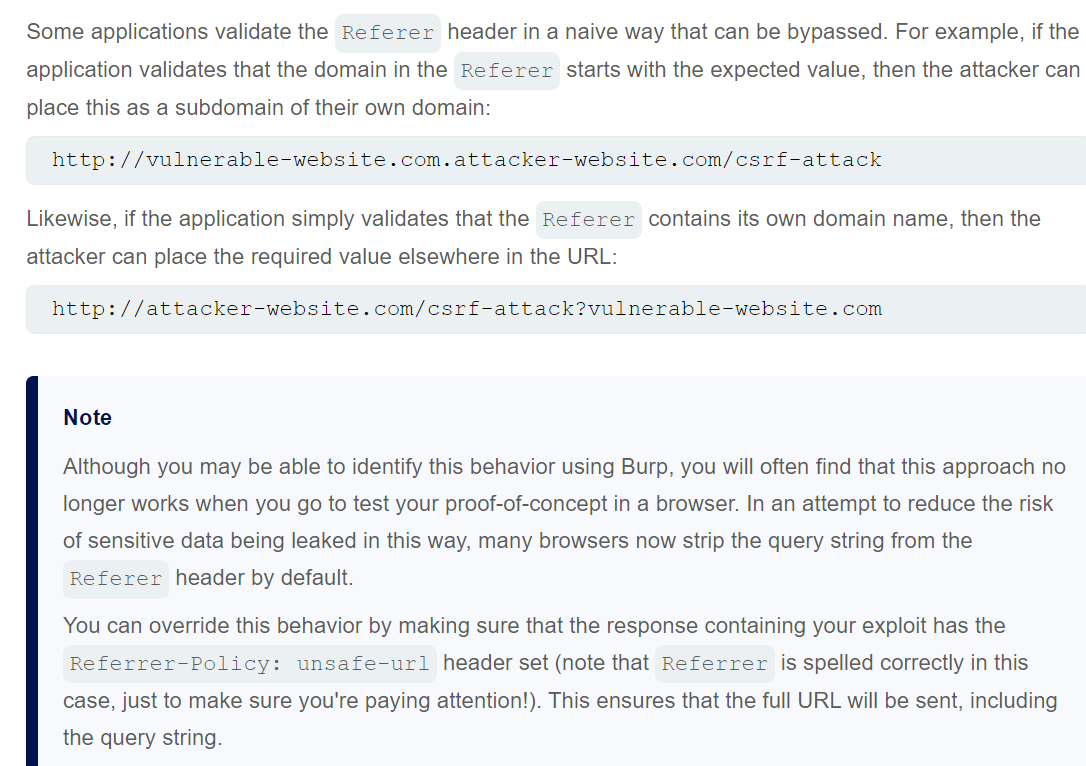 Some applications validate the Referer header in a naive way that can be bypassed. For example, if the
application validates that the domain in the Referer starts with the expected value, then the attacker can
place this as a subdomain of their own domain:
http://vulnerable-website.com.attacker-website.com/csrf-attack
Likewise, if the application simply validates that the Referer contains its own domain name, then the
attacker can place the required value elsewhere in the URL:
http://attacker-website.com/csrf-attack?vulnerable-website.com
Note
Although you may be able to identify this behavior using Burp, you will often find that this approach no
longer works when you go to test your proof-of-concept in a browser. In an attempt to reduce the risk
of sensitive data being leaked in this way, many browsers now strip the query string from the
Referer header by default.
You can override this behavior by making sure that the response containing your exploit has the
Referrer-Policy: unsafe-url header set (note that Referrer is spelled correctly in this
case, just to make sure you're paying attention!). This ensures that the full URL will be sent, including
the query string.